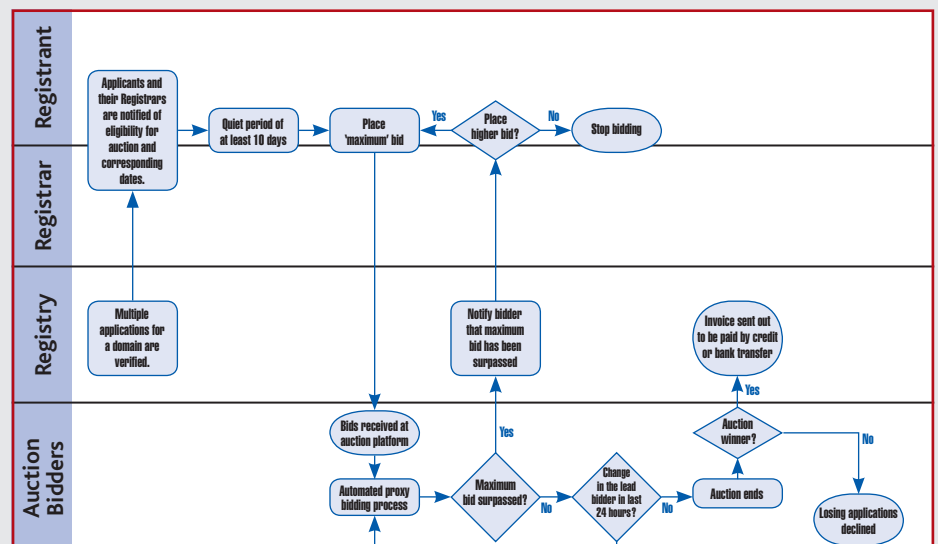 Registrant
Applicants and
their Registrars
are notified of
eligibility for
auction and
corresponding
dates.
Quiet period of
at least 10 days
Place
'maximum' bid
Yes
Place
higher bid?
No
Stop bidding
Registrar
Registry
Multiple
applications for
a domain are
verified.
Notify bidder
that maximum
bid has been
surpassed
Invoice sent out
to be paid by credit
or bank transfer
Yes
Auction
Bidders
Bids received at
auction platform
Yes
Auction
winner?
No
Automated proxy
bidding process
Maximum
bid surpassed?
No
Change
in the lead
bidder in last
24 hours?
No
Auction ends
Losing applications
declined